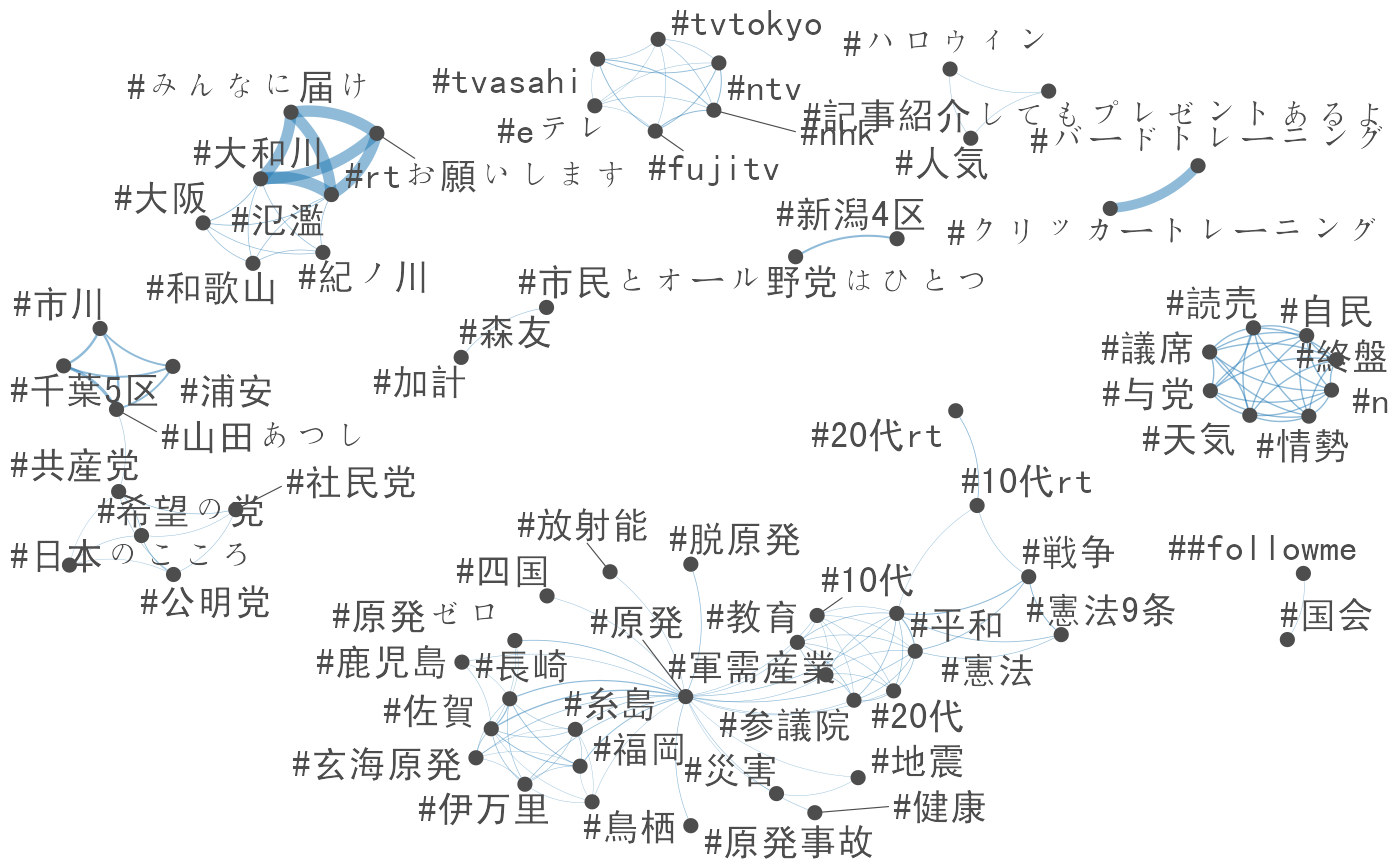 #tvtokyo
#ハロウィン
#tvasahi
#みんなに届け
#ntv
#記事紹介してもプレゼントあるよ
#eテレ
#nhk
#バードトレーニング
#大和川
#fujitv
#人気
#rtお願いします
#大阪
#氾濫
#新潟4区
#クリッカートレーニング
#和歌山
#紀ノ川
#市民とオール野党はひとつ
#市川
#森友
#読売
#自民
#議席
#終盤
#千葉5区
#浦安
#加計
#与党
#n
#山田あつし
#20代rt
#天気
#情勢
#共産党
#社民党
#10代rt
#希望の党
#放射能
#脱原発
#日本のこころ
#戦争
##followme
#四国
#10代
#公明党
#原発ゼロ
#原発
#教育
#平和
#憲法9条
#国会
#鹿児島
#長崎
#軍需産業
#憲法
#佐賀
#糸島
#参議院
#20代
#玄海原発
#福岡
#災害
#地震
#伊万里
#鳥栖
#健康
#原発事故